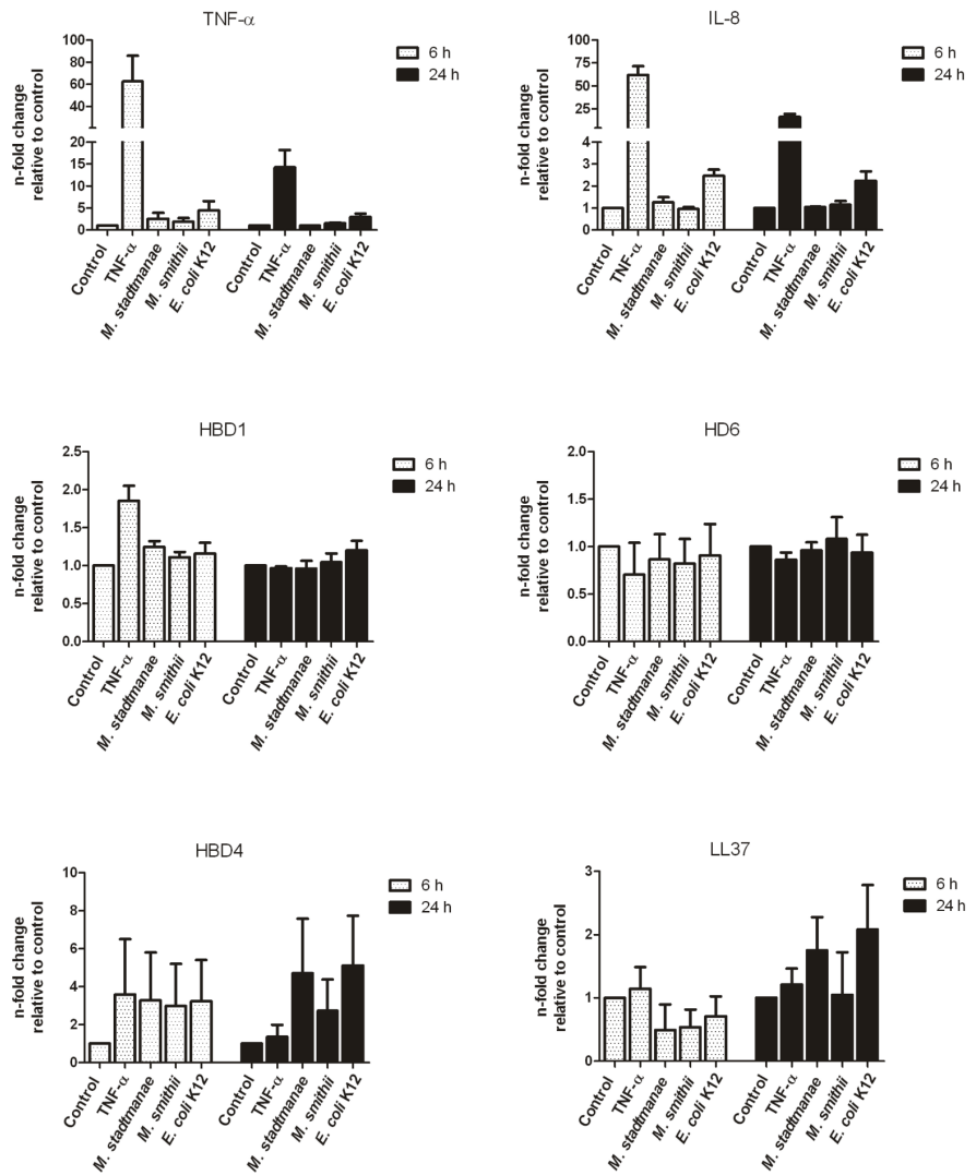 TNF-α
n-fold change
relative to control
100
80
60
40
20
15
10
5
0
Control
TNF-α
M. stadtmanae
M. smithii
E. coli K12
Control
TNF-α
M. stadtmanae
M. smithii
E. coli K12
6 h
24 h
IL-8
n-fold change
relative to control
75
50
25
4
3
2
1
0
Control
TNF-α
M. stadtmanae
M. smithii
E. coli K12
Control
TNF-α
M. stadtmanae
M. smithii
E. coli K12
6 h
24 h
HBD1
n-fold change
relative to control
2.5
2.0
1.5
1.0
0.5
0.0
Control
TNF-α
M. stadtmanae
M. smithii
E. coli K12
Control
TNF-α
M. stadtmanae
M. smithii
E. coli K12
6 h
24 h
HD6
n-fold change
relative to control
2.0
1.5
1.0
0.5
0.0
Control
TNF-α
M. stadtmanae
M. smithii
E. coli K12
Control
TNF-α
M. stadtmanae
M. smithii
E. coli K12
6 h
24 h
HBD4
n-fold change
relative to control
10
8
6
4
2
0
Control
TNF-α
M. stadtmanae
M. smithii
E. coli K12
Control
TNF-α
M. stadtmanae
M. smithii
E. coli K12
6 h
24 h
LL37
n-fold change
relative to control
3
2
1
0
Control
TNF-α
M. stadtmanae
M. smithii
E. coli K12
Control
TNF-α
M. stadtmanae
M. smithii
E. coli K12
6 h
24 h